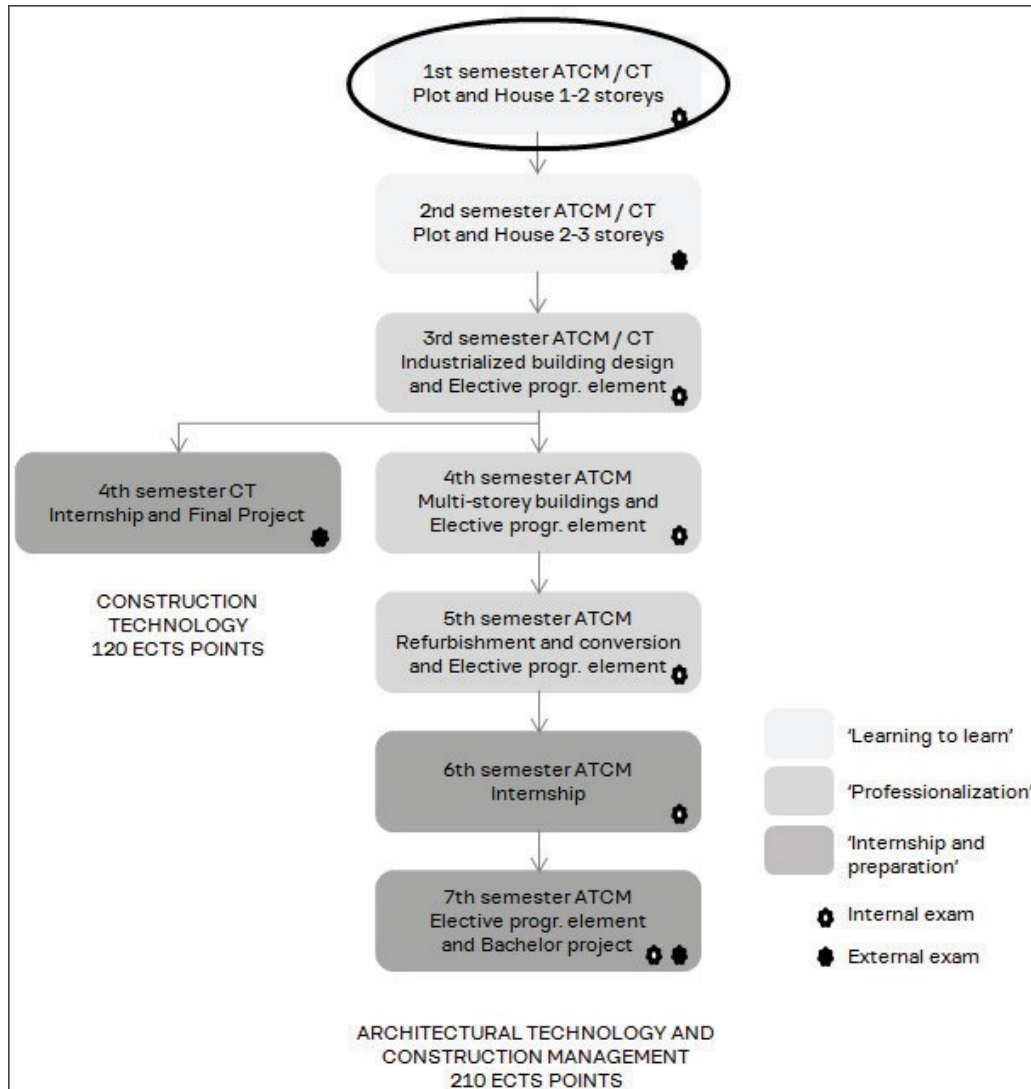 1st semester ATCM / CT
Plot and House 1-2 storeys
2nd semester ATCM / CT
Plot and House 2-3 storeys
3rd semester ATCM / CT
Industrialized building design
and Elective progr. element
4th semester CT
Internship and Final Project
CONSTRUCTION
TECHNOLOGY
120 ECTS POINTS
4th semester ATCM
Multi-storey buildings and
Elective progr. element
5th semester ATCM
Refurbishment and conversion
and Elective progr. element
6th semester ATCM
Internship
7th semester ATCM
Elective progr. element
and Bachelor project
ARCHITECTURAL TECHNOLOGY AND
CONSTRUCTION MANAGEMENT
210 ECTS POINTS
'Learning to learn'
'Professionalization'
'Internship and
preparation'
Internal exam
External exam